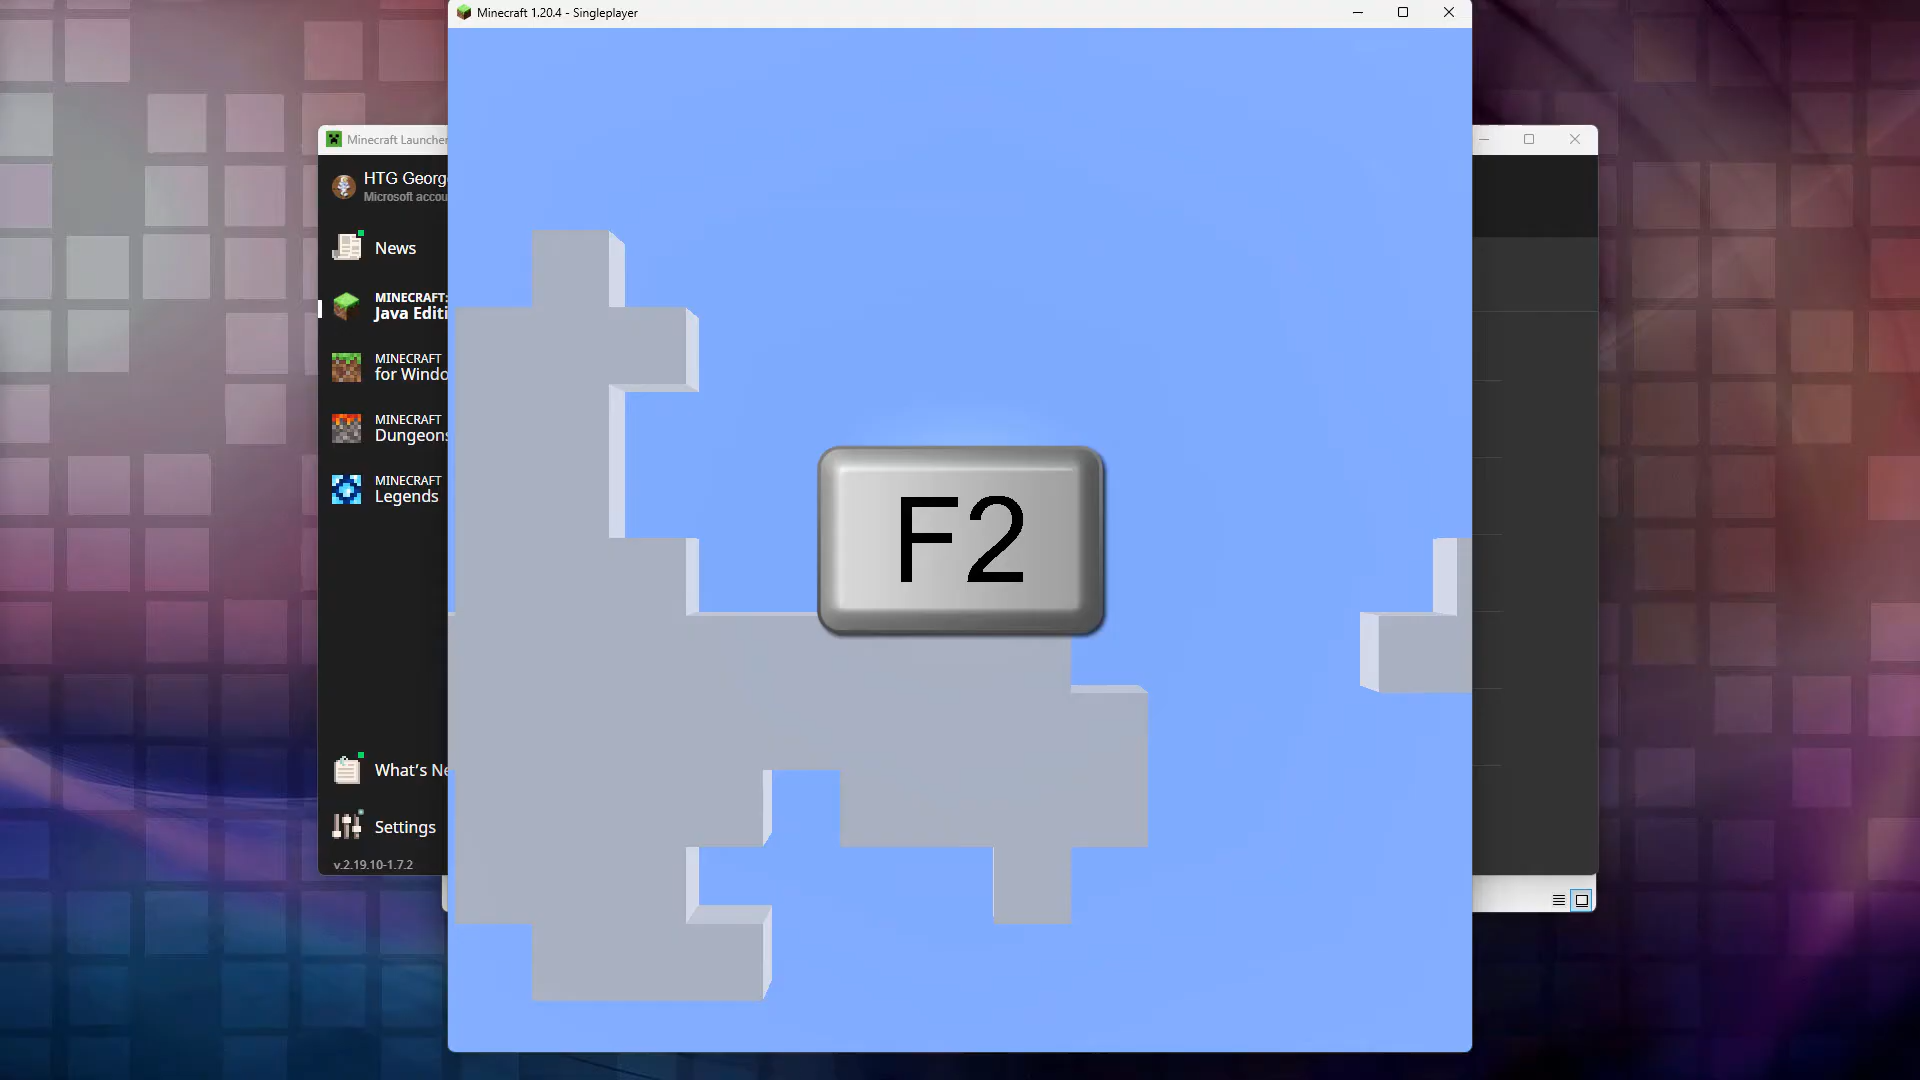 Minecraft 1.20.4 - Singleplayer
Minecraft Launcher
HTG Georg
Microsoft accou
News
MINECRAFT:
Java Editi
MINECRAFT
for Windo
MINECRAFT
Dungeons
MINECRAFT
Legends
F2
What's Ne
Settings
v.2.19.10-1.7.2